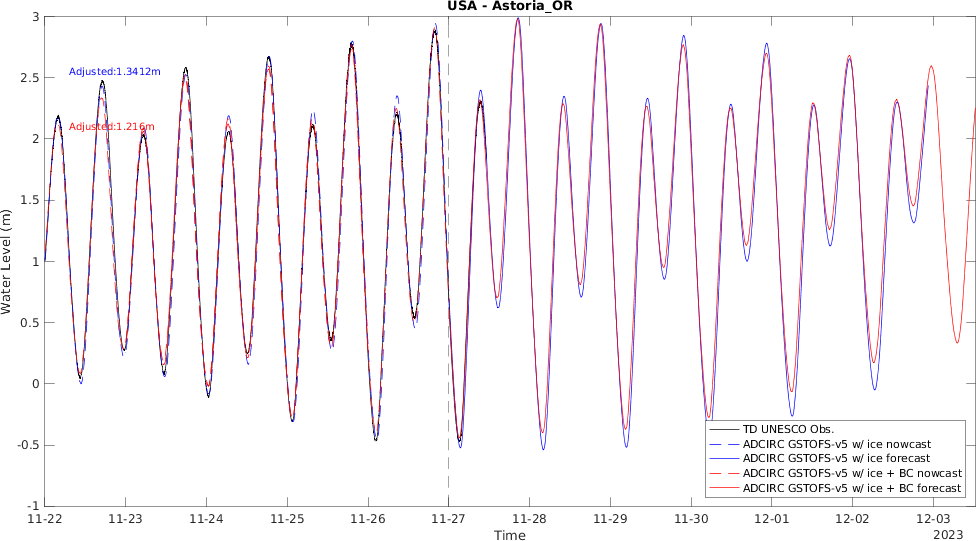 USA - Astoria_OR
3
2.5
2
1.5
1
0.5
0
-0.5
-1
Water Level (m)
Adjusted:1.3412m
Adjusted:1.216m
TD UNESCO Obs.
ADCIRC GSTOFS-v5 w/ ice nowcast
ADCIRC GSTOFS-v5 w/ ice forecast
ADCIRC GSTOFS-v5 w/ ice + BC nowcast
ADCIRC GSTOFS-v5 w/ ice + BC forecast
11-22 11-23 11-24 11-25 11-26 11-27 11-28 11-29 11-30 12-01 12-02 12-03
Time
2023